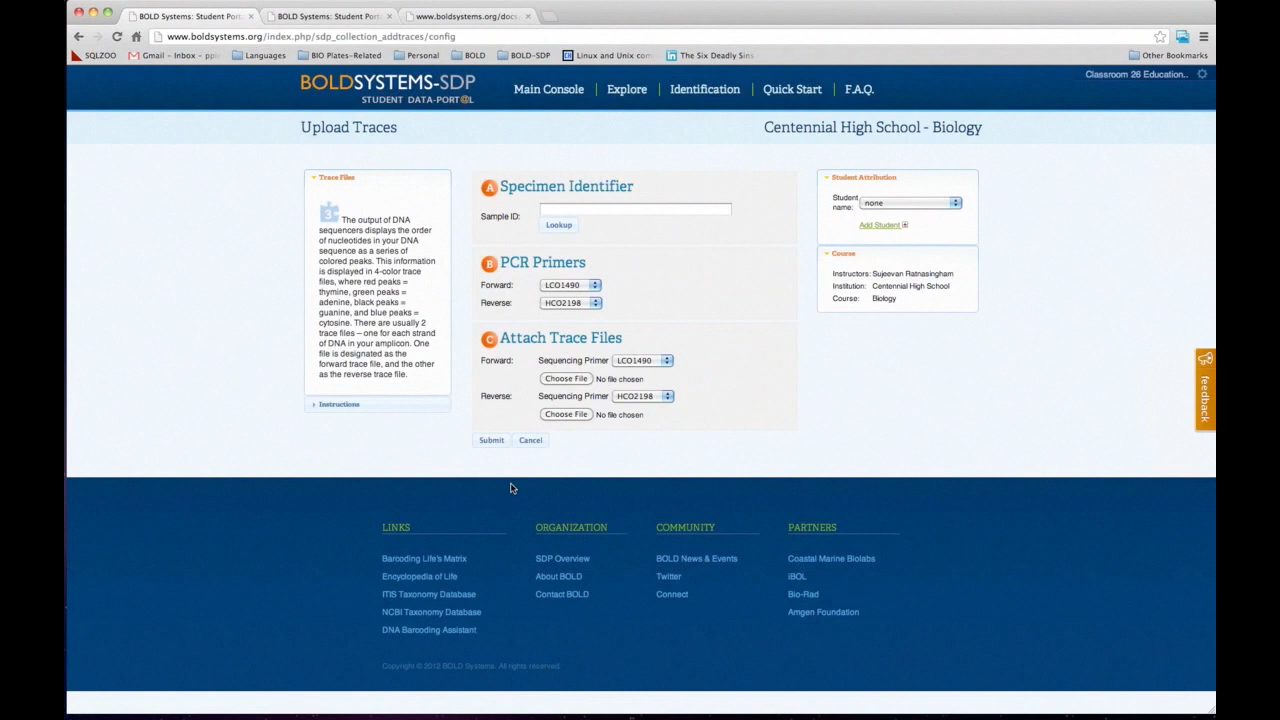 BOLD Systems: Student Port
BOLD Systems: Student Port
www.boldsystems.org/docs
www.boldsystems.org/index.php/sdp_collection_addtraces/config
SQLZOO
Gmail - Inbox - ppi
Languages
BIO Plates-Related
Personal
BOLD
BOLD-SDP
Linux and Unix com
The Six Deadly Sins
Other Bookmarks
Classroom 26 Education..
BOLDSYSTEMS-SDP
STUDENT DATA-PORT@L
Main Console
Explore
Identification
Quick Start
F.A.Q.
Upload Traces
Centennial High School - Biology
Trace Files
The output of DNA
sequencers displays the order
of nucleotides in your DNA
sequence as a series of
colored peaks. This information
is displayed in 4-color trace
files, where red peaks =
thymine, green peaks =
adenine, black peaks =
guanine, and blue peaks =
cytosine. There are usually 2
trace files – one for each strand
of DNA in your amplicon. One
file is designated as the
forward trace file, and the other
as the reverse trace file.
Instructions
A Specimen Identifier
Sample ID:
Lookup
B PCR Primers
Forward: LCO1490
Reverse: HCO2198
C Attach Trace Files
Forward: Sequencing Primer LCO1490
Choose File No file chosen
Reverse: Sequencing Primer HCO2198
Choose File No file chosen
Submit Cancel
Student Attribution
Student
name: none
Add Student
Course
Instructors: Sujeevan Ratnasingham
Institution: Centennial High School
Course: Biology
feedback
LINKS
Barcoding Life's Matrix
Encyclopedia of Life
ITIS Taxonomy Database
NCBI Taxonomy Database
DNA Barcoding Assistant
ORGANIZATION
SDP Overview
About BOLD
Contact BOLD
COMMUNITY
BOLD News & Events
Twitter
Connect
PARTNERS
Coastal Marine Biolabs
iBOL
Bio-Rad
Amgen Foundation
Copyright © 2012 BOLD Systems. All rights reserved.